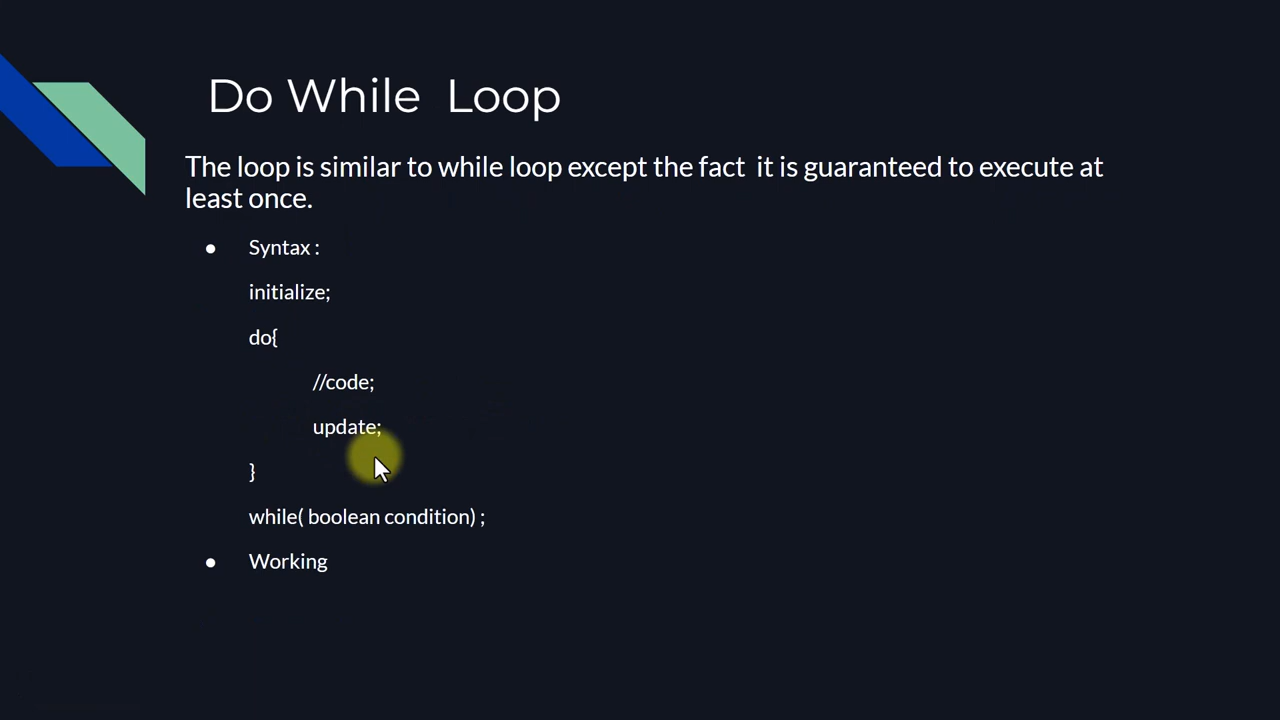 Do While Loop
The loop is similar to while loop except the fact it is guaranteed to execute at
least once.
● Syntax :
initialize;
do{
//code;
update;
}
while( boolean condition) ;
● Working